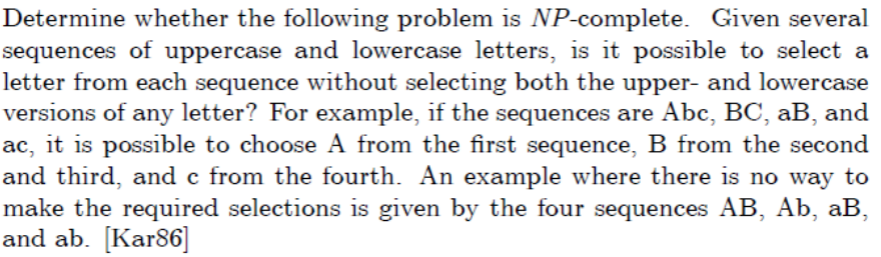 Determine whether the following problem is NP-complete. Given several
sequences of uppercase and lowercase letters, is it possible to select a
letter from each sequence without selecting both the upper- and lowercase
versions of any letter? For example, if the sequences are Abc, BC, aB, and
ac, it is possible to choose A from the first sequence, B from the second
and third, and c from the fourth. An example where there is no way to
make the required selections is given by the four sequences AB, Ab, aB,
and ab. [Kar86]